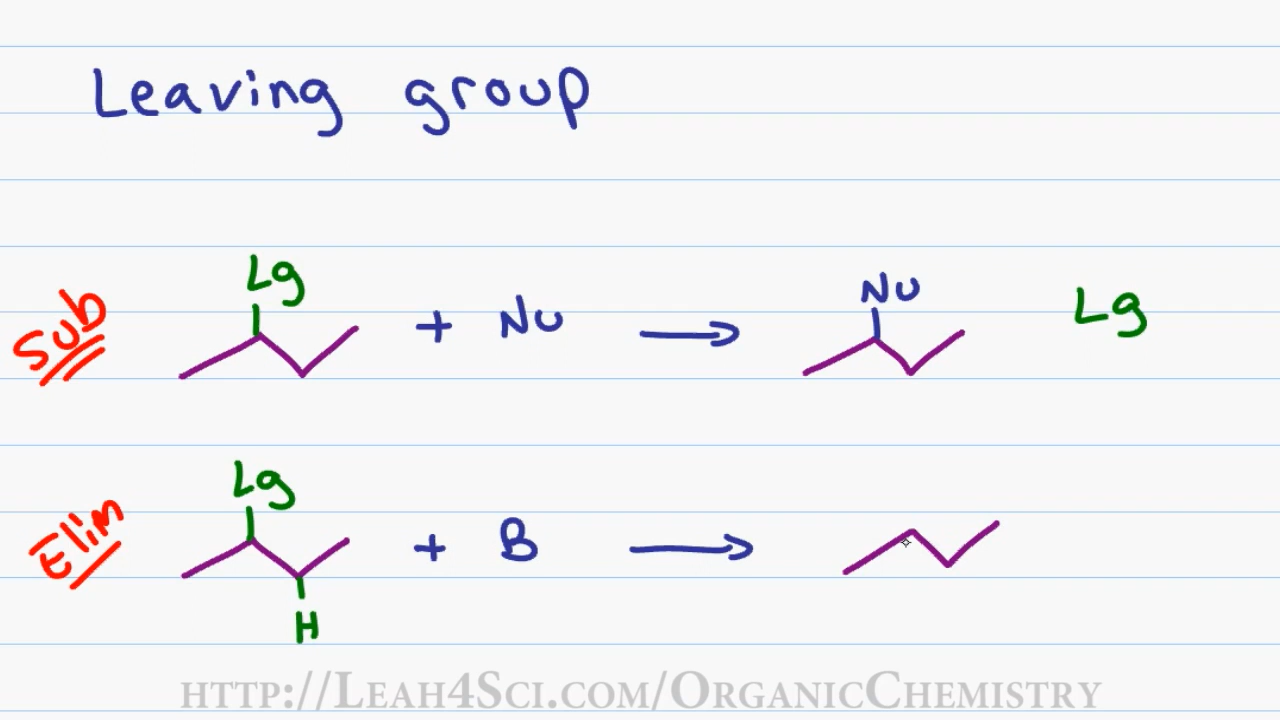 Leaving group
Sub
Lg
+ Nu
Nu
Lg
Elim
Lg
H
+ B
HTTP://LEAH4SCI.COM/ORGANICCHEMISTRY